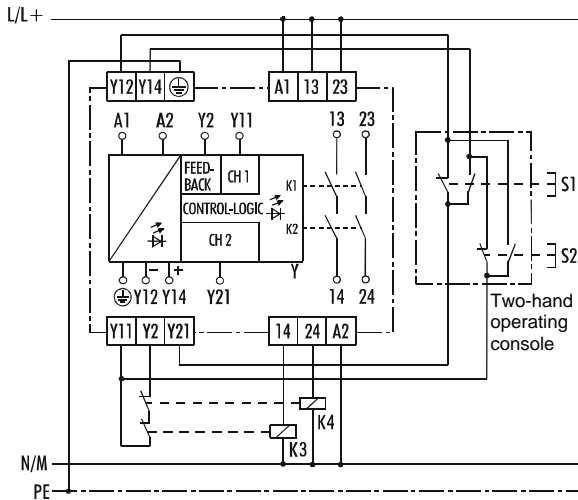 L/L+
Y12 Y14 A1 13 23
A1 A2 Y2 Y11 13 23
FEED-
BACK
CH 1
CONTROL-LOGIC
CH 2
K1
K2
Y
S1
S2
- +
Y12 Y14 Y21 14 24
Y11 Y2 Y21 14 24 A2
Two-hand
operating
console
K4
K3
N/M
PE